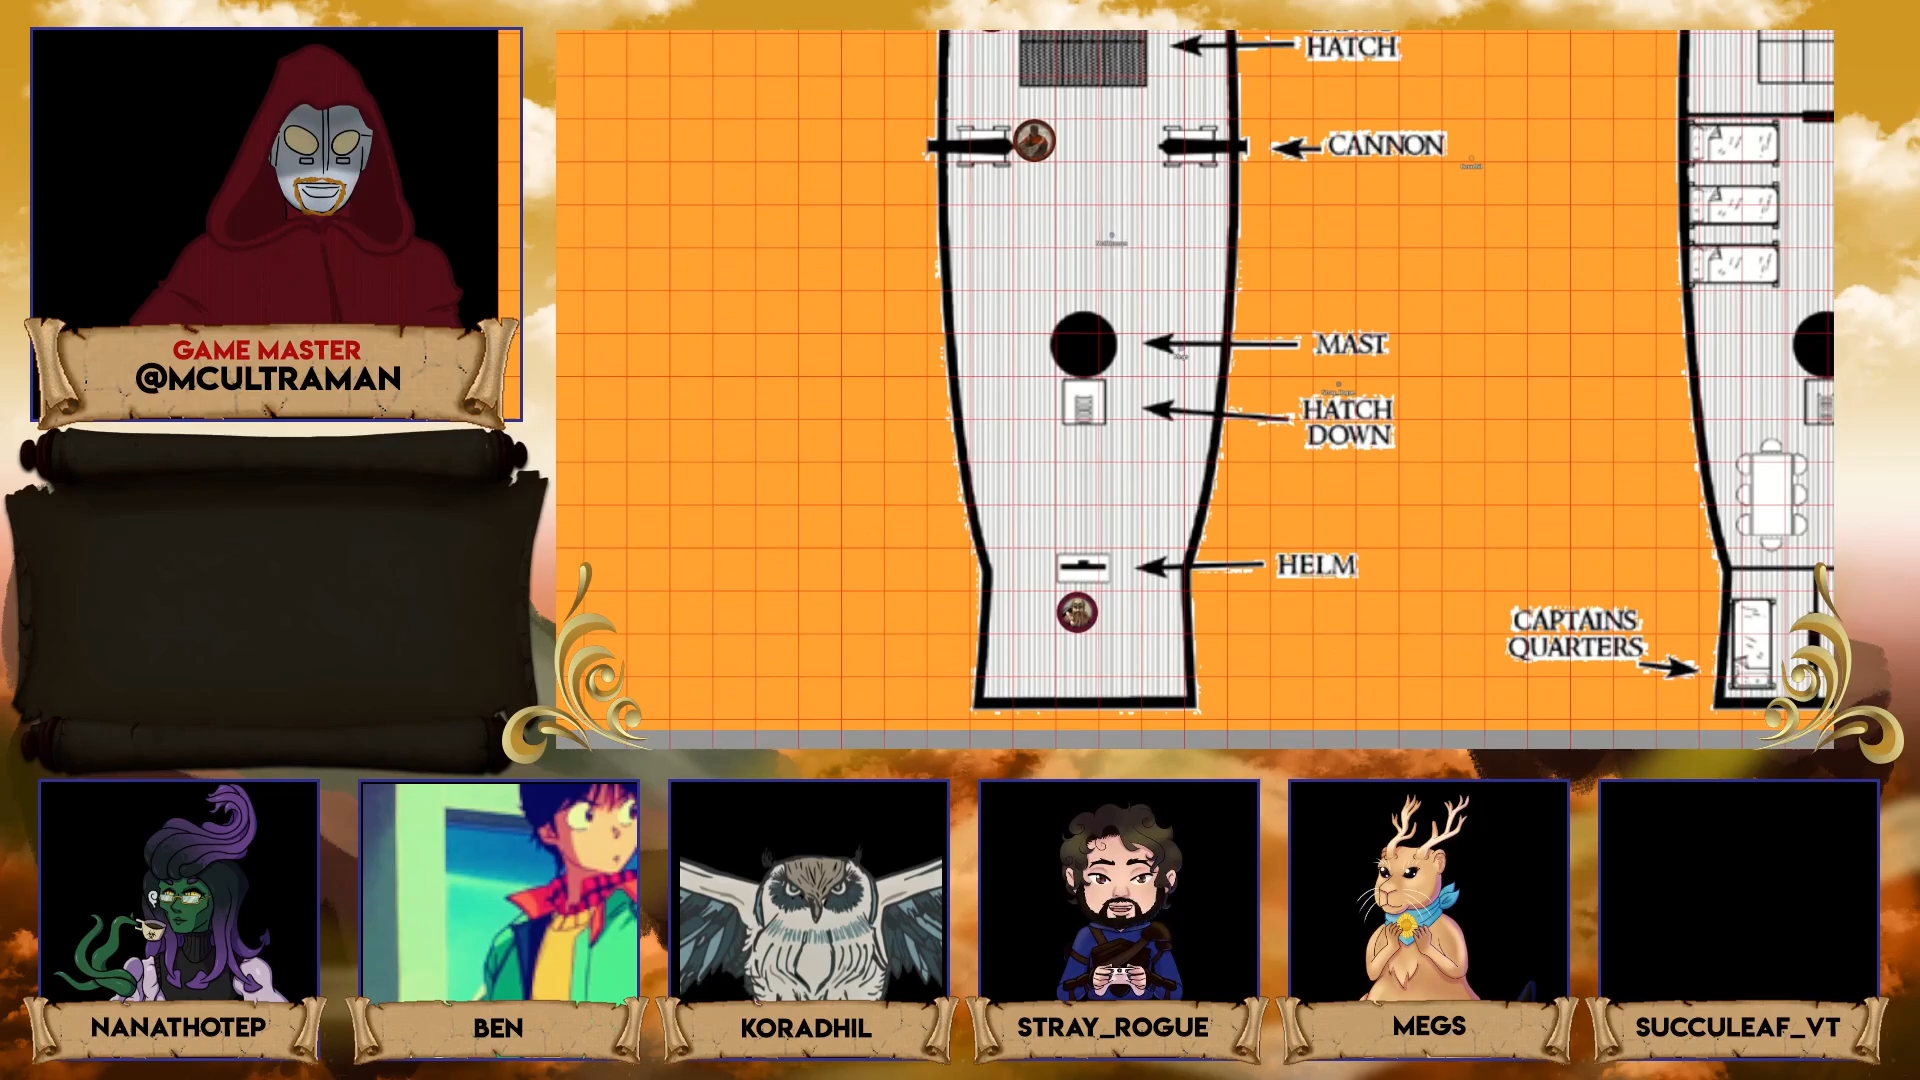 GAME MASTER
@MCULTRAMAN
HATCH
CANNON
MAST
HATCH
DOWN
HELM
CAPTAINS
QUARTERS
NANATHOTEP
BEN
KORADHIL
STRAY_ROGUE
MEGS
SUCCULEAF_VT